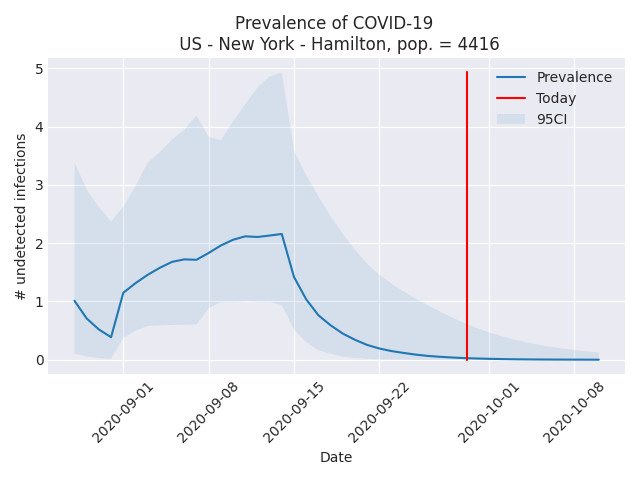 Prevalence of COVID-19
US - New York - Hamilton, pop. = 4416
5
4
3
2
1
0
# undetected infections
Prevalence
Today
95CI
2020-09-01
2020-09-08
2020-09-15
2020-09-22
2020-10-01
2020-10-08
Date